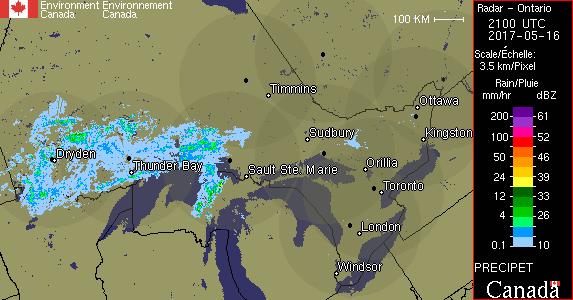 Environment Environnement
Canada Canada
100 KM
Timmins
Ottawa
Sudbury
Kingston
Dryden
Thunder Bay
Sault Ste. Marie
Orillia
Toronto
London
Windsor
Radar - Ontario
2100 UTC
2017-05-16
Scale/Échelle:
3.5 km/Pixel
Rain/Pluie
mm/hr dBZ
200 61
100 52
50 46
24 39
12 33
4 26
1 20
0.1 10
PRECIPET
Canada